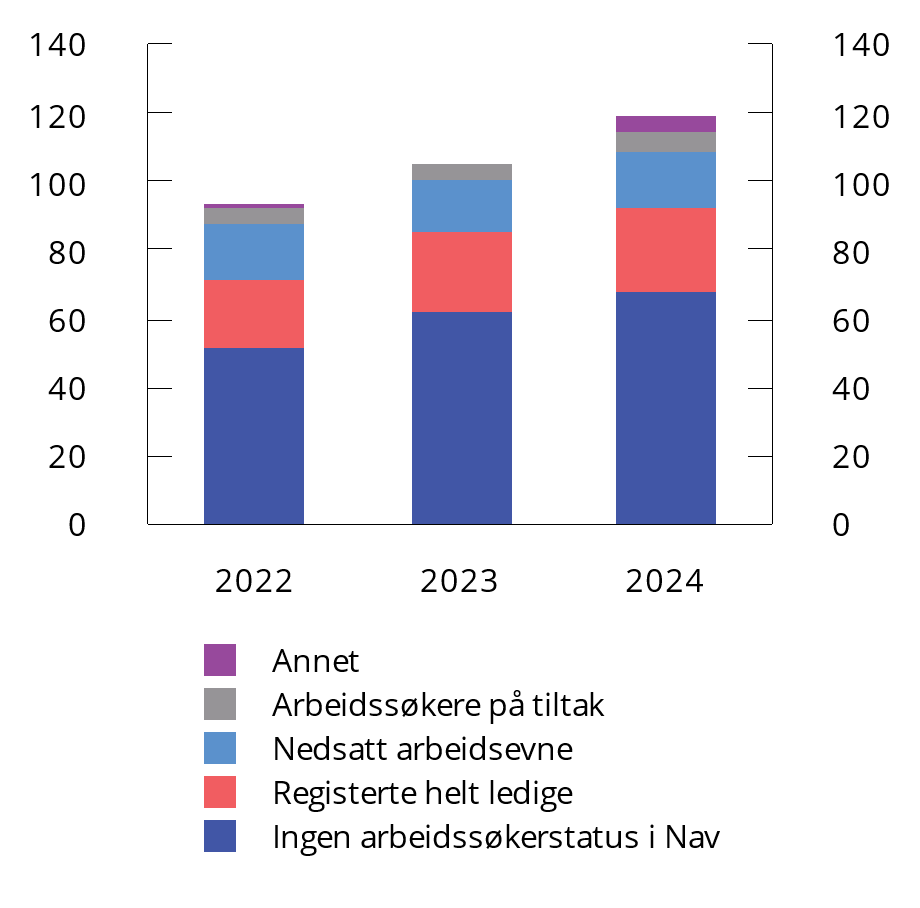 140 140
120 120
100 100
80 80
60 60
40 40
20 20
0 0
2022 2023 2024
Annet
Arbeidssøkere på tiltak
Nedsatt arbeidsevne
Registerte helt ledige
Ingen arbeidssøkerstatus i Nav